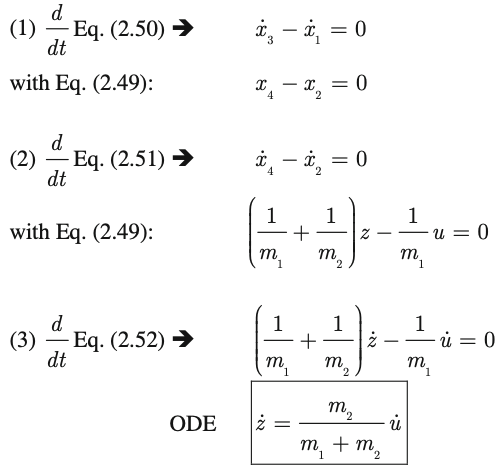 (1) d/dt Eq. (2.50) ➔ ẋ₃ − ẋ₁ = 0
with Eq. (2.49): x₄ − x₂ = 0
(2) d/dt Eq. (2.51) ➔ ẋ₄ − ẋ₂ = 0
with Eq. (2.49): (1/m₁ + 1/m₂) z − 1/m₁ u = 0
(3) d/dt Eq. (2.52) ➔ (1/m₁ + 1/m₂) ż − 1/m₁ u̇ = 0
ODE ż = m₂/(m₁ + m₂) u̇